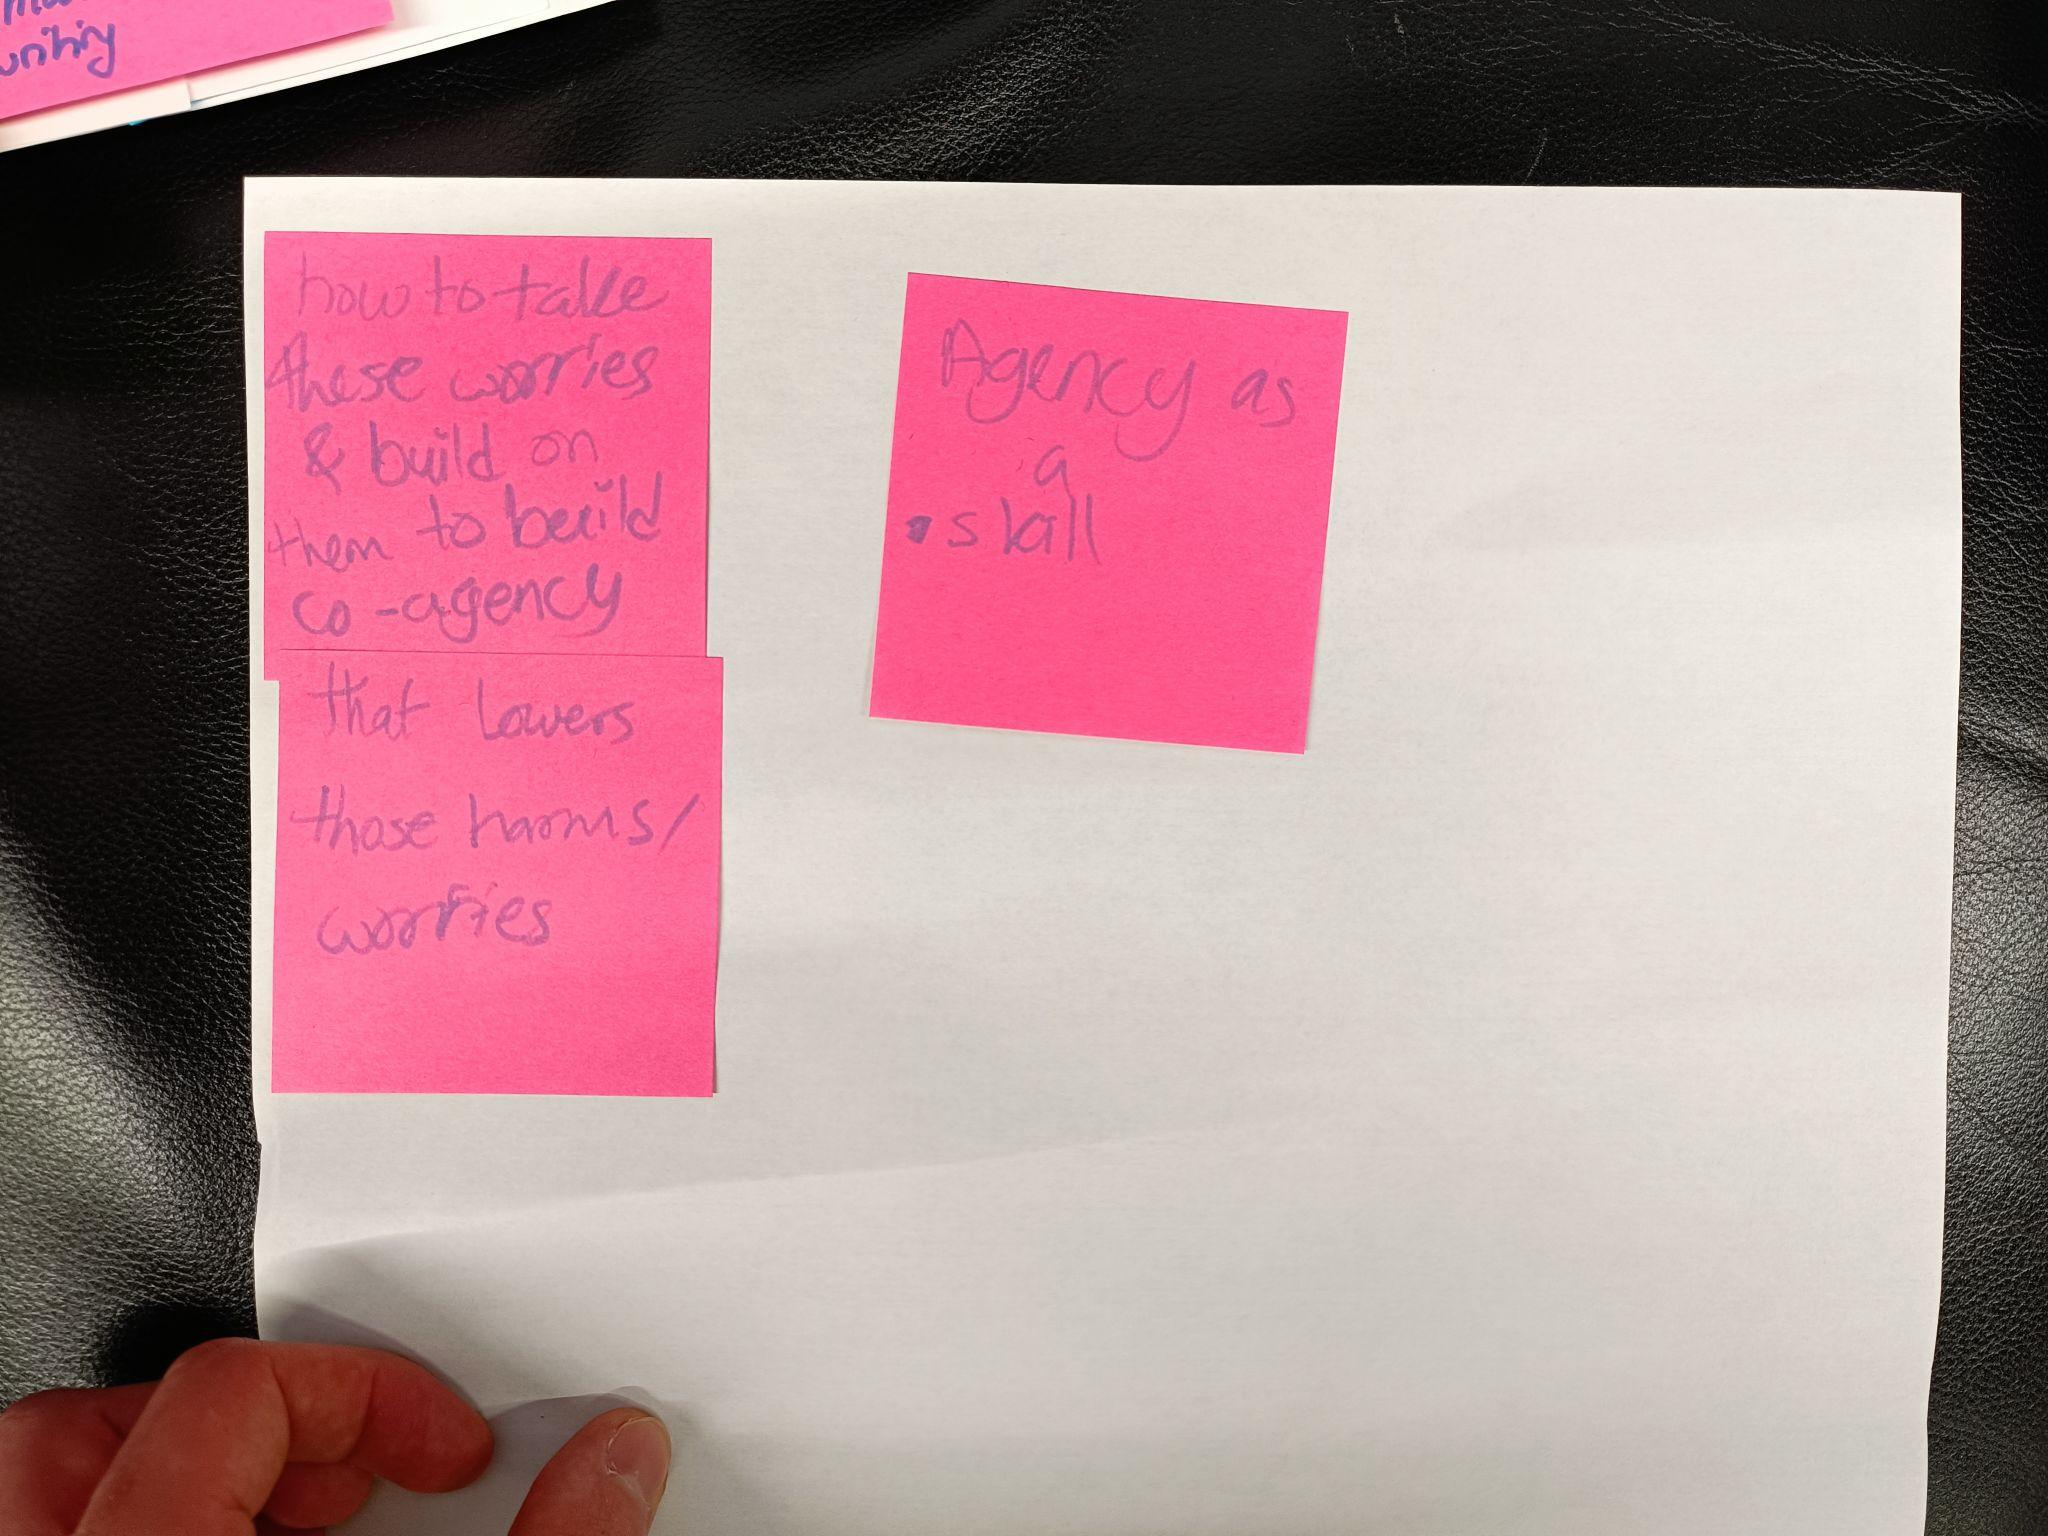 writing
how to take
these worries
& build on
them to build
co-agency
that lowers
those harms/
worries
Agency as
a
skill